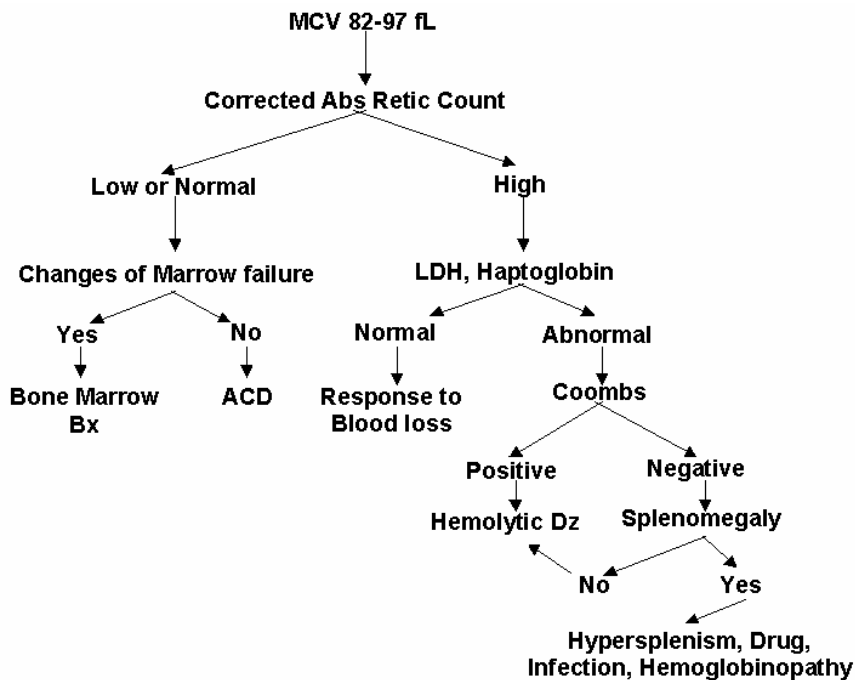 MCV 82-97 fL
Corrected Abs Retic Count
Low or Normal
High
Changes of Marrow failure
LDH, Haptoglobin
Yes
No
Normal
Abnormal
Bone Marrow
Bx
ACD
Response to
Blood loss
Coombs
Positive
Negative
Hemolytic Dz
Splenomegaly
No
Yes
Hypersplenism, Drug,
Infection, Hemoglobinopathy